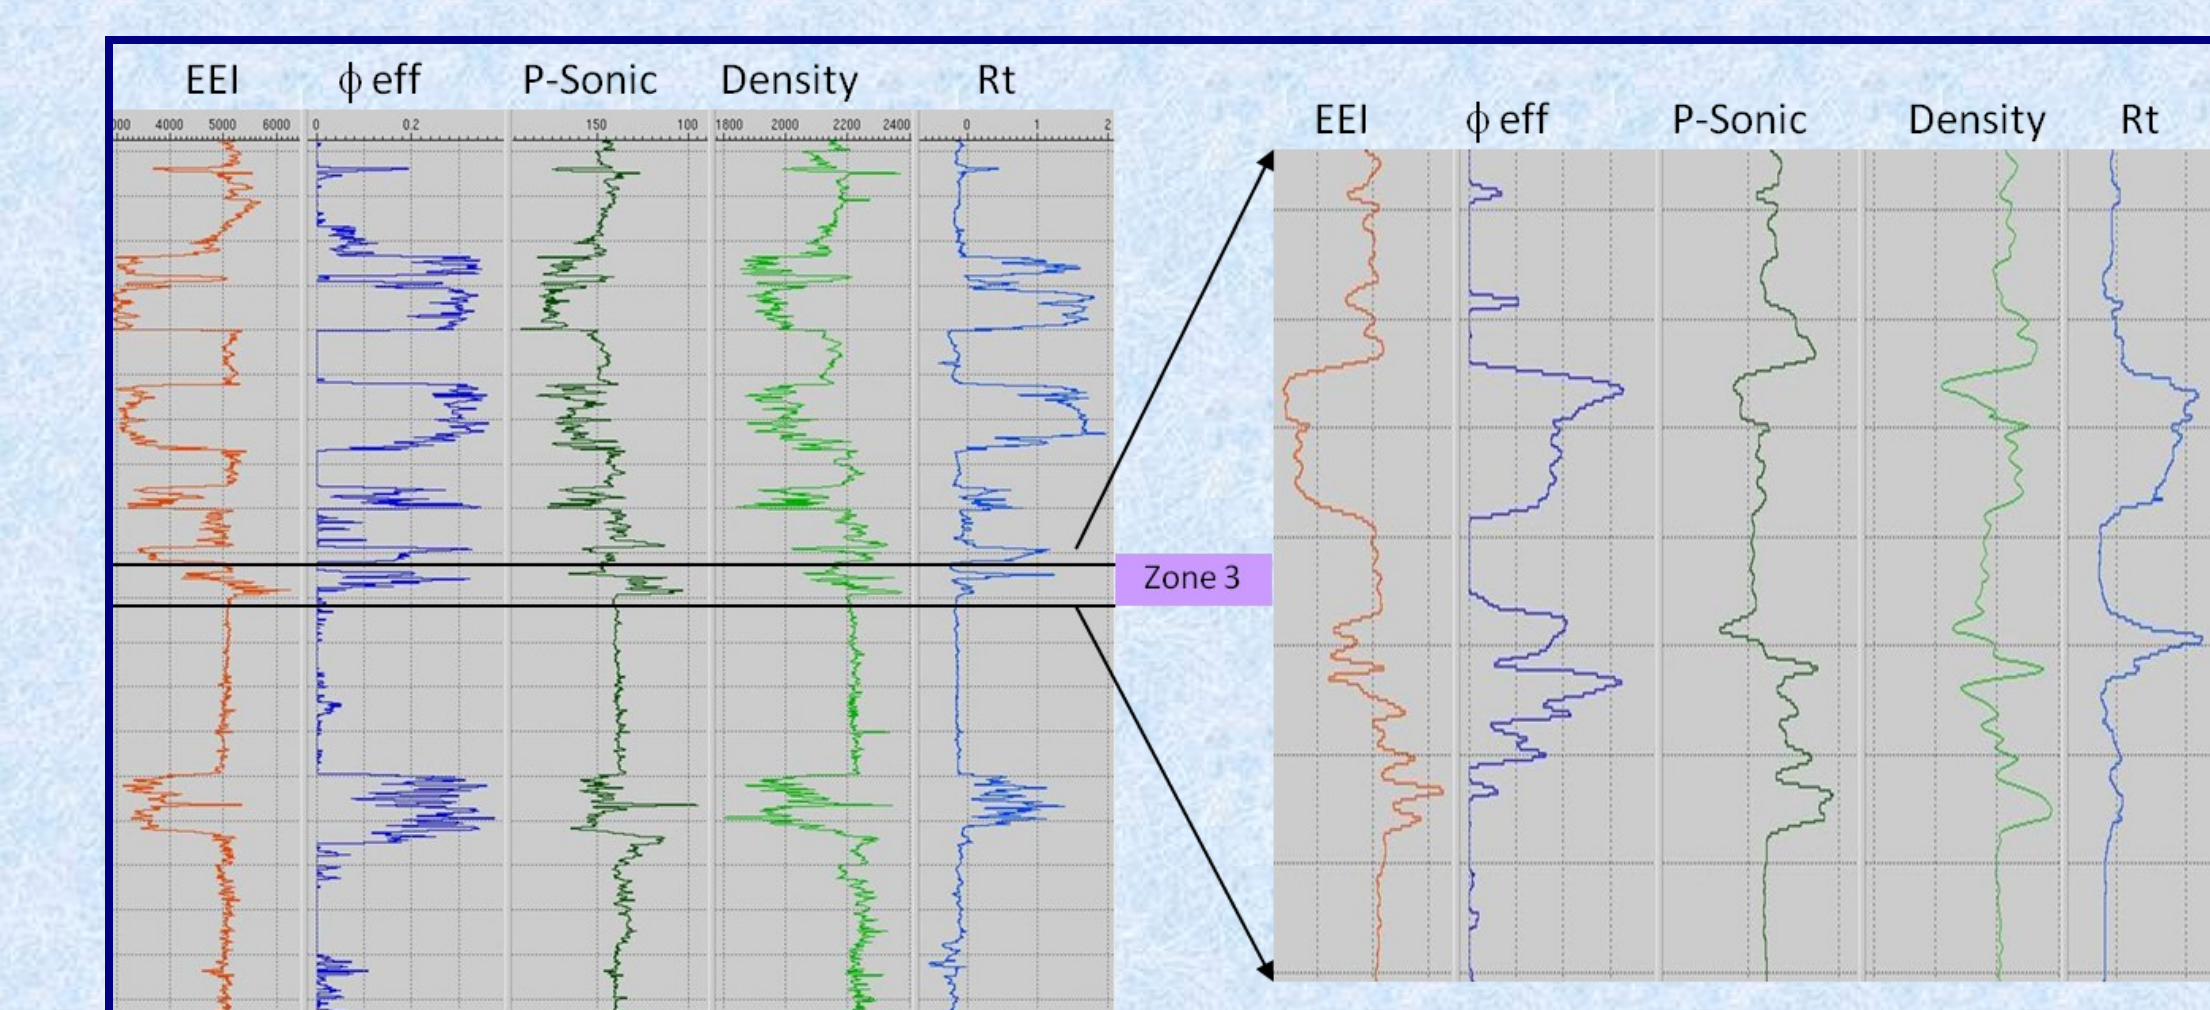 EEI ϕ eff P-Sonic Density Rt
000 4000 5000 6000 0 0.2 150 100 1800 2000 2200 2400 0 1 2
EEI ϕ eff P-Sonic Density Rt
Zone 3